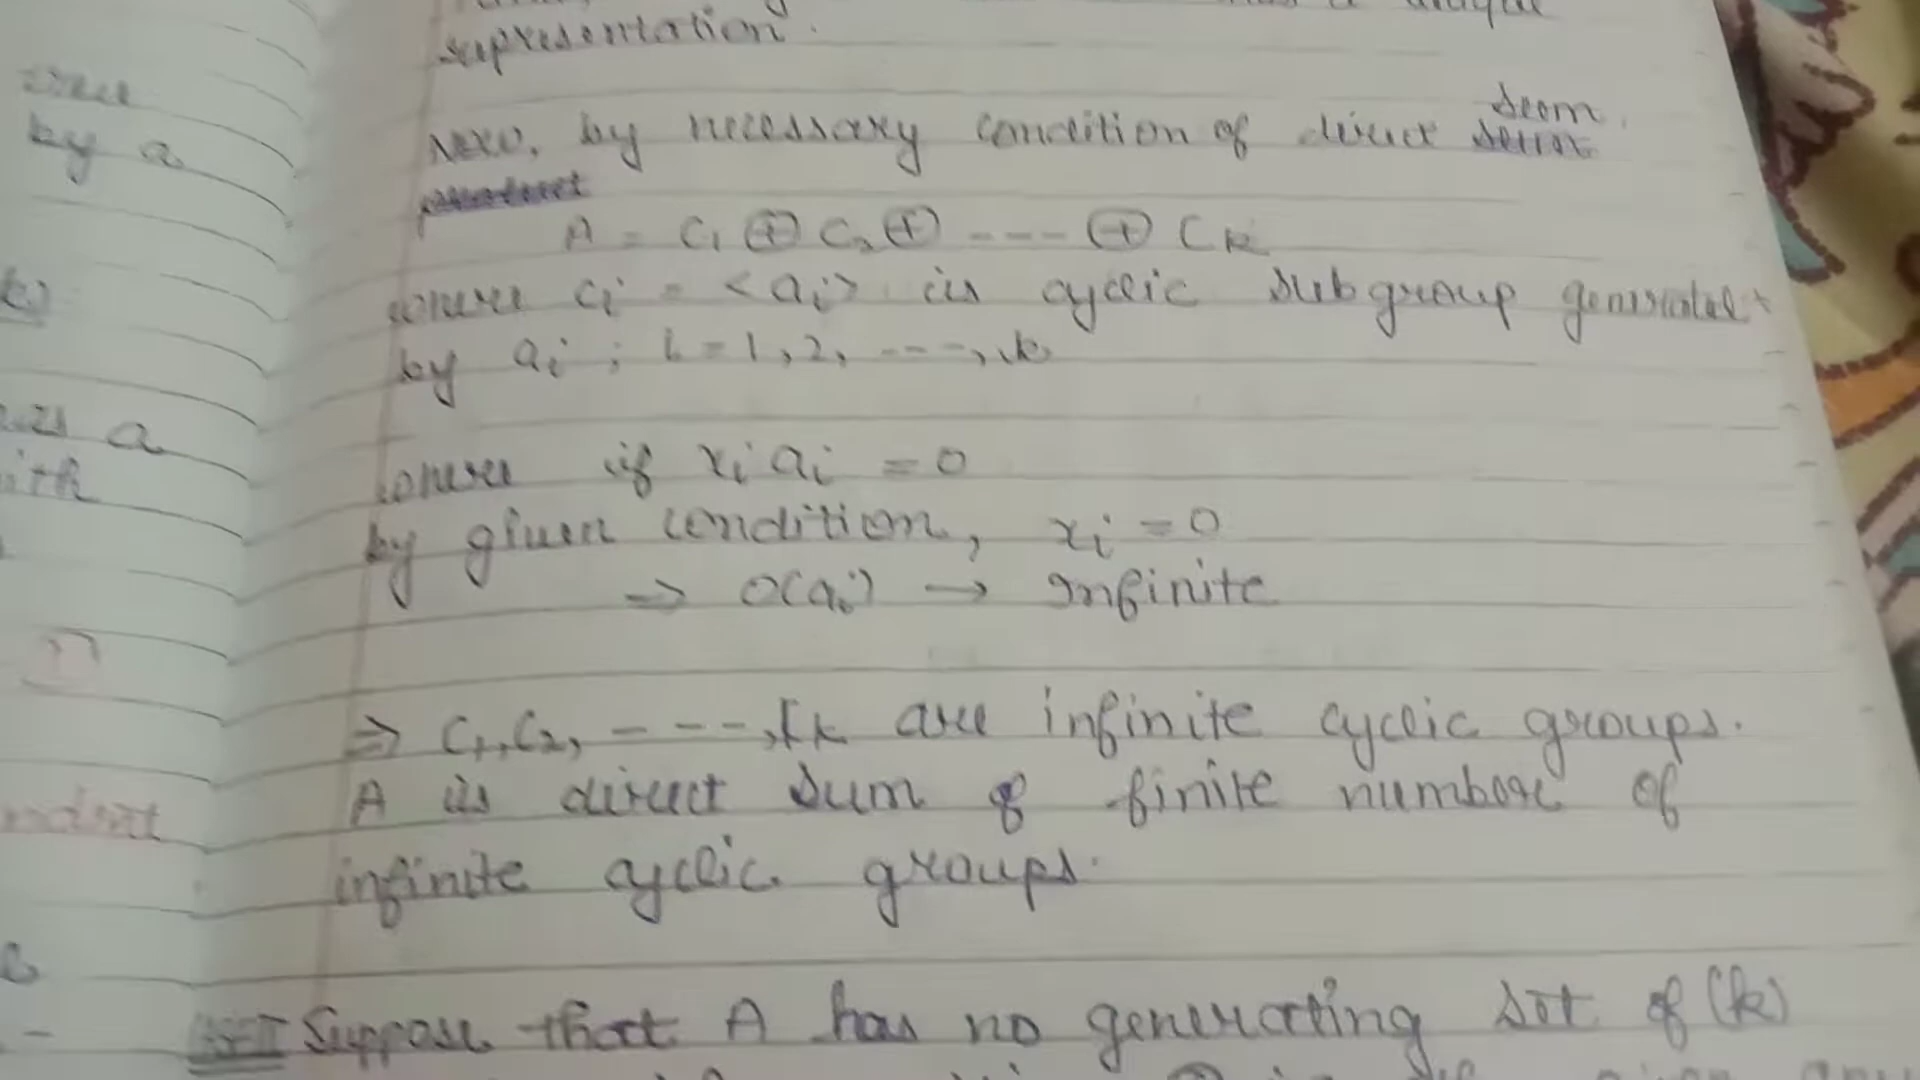 representation.
Now, by necessary condition of direct sum.
A = C₁ ⊕ C₂ ⊕ ---- ⊕ Ck
where Ci = <ai> is cyclic subgroup generated
by ai ; i = 1, 2, ----, k
where if xi ai = 0
by given condition, xi = 0
⇒ O(ai) → Infinite
⇒ C₁, C₂, ----, Ck are infinite cyclic groups.
A is direct sum of finite number of
infinite cyclic groups.
Suppose that A has no generating set of (k)
by a
a
ith